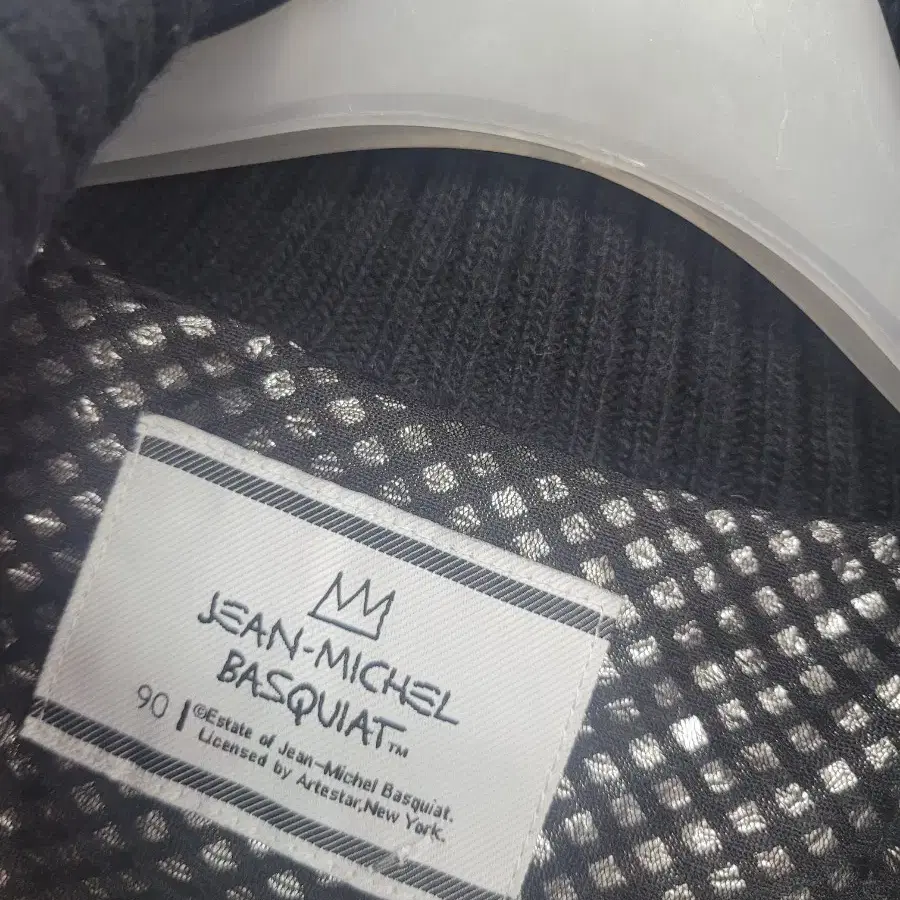 JEAN-MICHEL
BASQUIAT™
90
©Estate of Jean-Michel Basquiat.
Licensed by Artestar, New York.